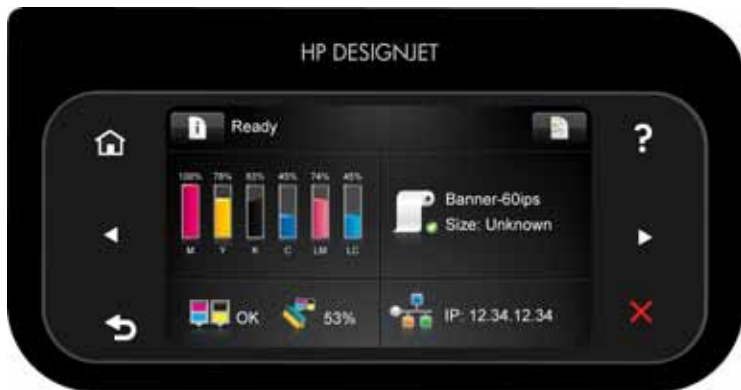 HP DESIGNJET
Ready
?
100% 78% 83% 45% 74% 45%
M Y K C LM LC
Banner-60ips
Size: Unknown
OK
53%
IP: 12.34.12.34